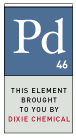 Pd
46
THIS ELEMENT
BROUGHT
TO YOU BY
DIXIE CHEMICAL